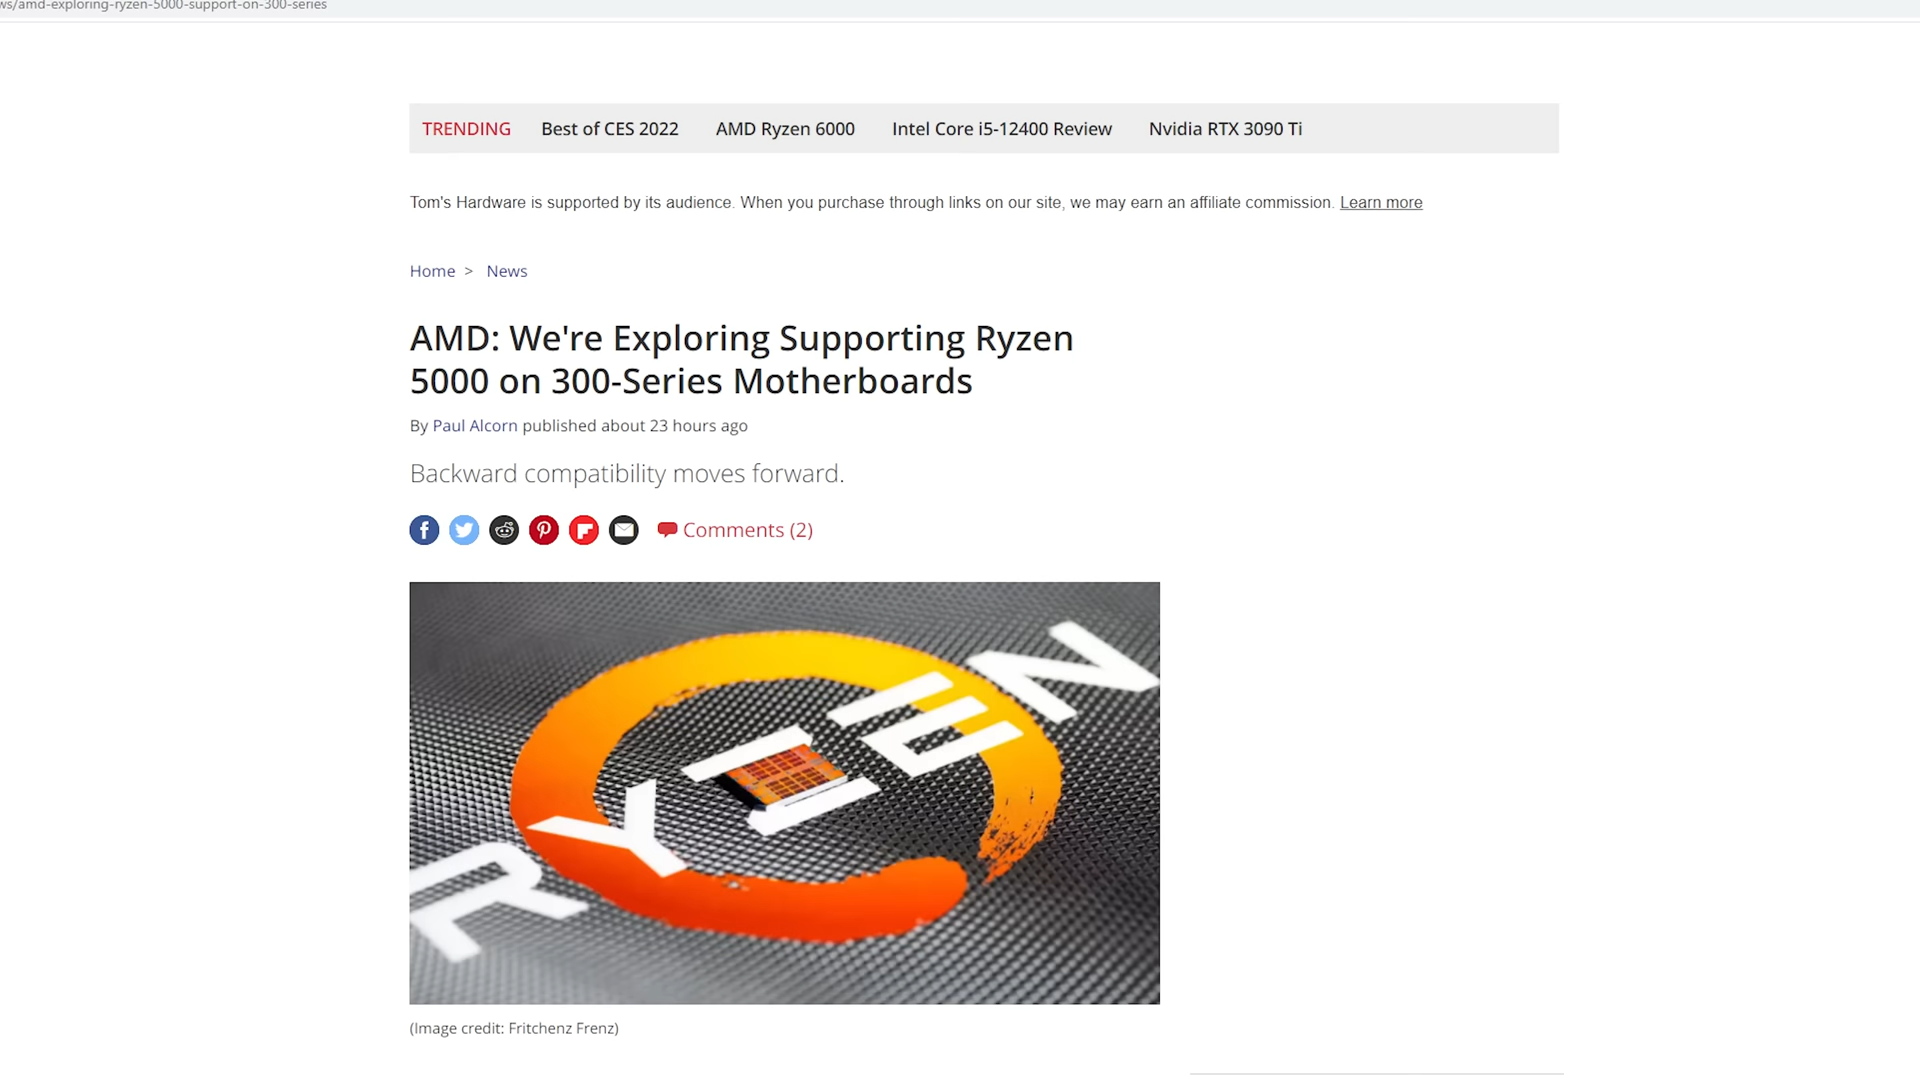 ws/amd-exploring-ryzen-5000-support-on-300-series
TRENDING Best of CES 2022 AMD Ryzen 6000 Intel Core i5-12400 Review Nvidia RTX 3090 Ti
Tom's Hardware is supported by its audience. When you purchase through links on our site, we may earn an affiliate commission. Learn more
Home > News
AMD: We're Exploring Supporting Ryzen
5000 on 300-Series Motherboards
By Paul Alcorn published about 23 hours ago
Backward compatibility moves forward.
Comments (2)
RYZEN
(Image credit: Fritchenz Frenz)